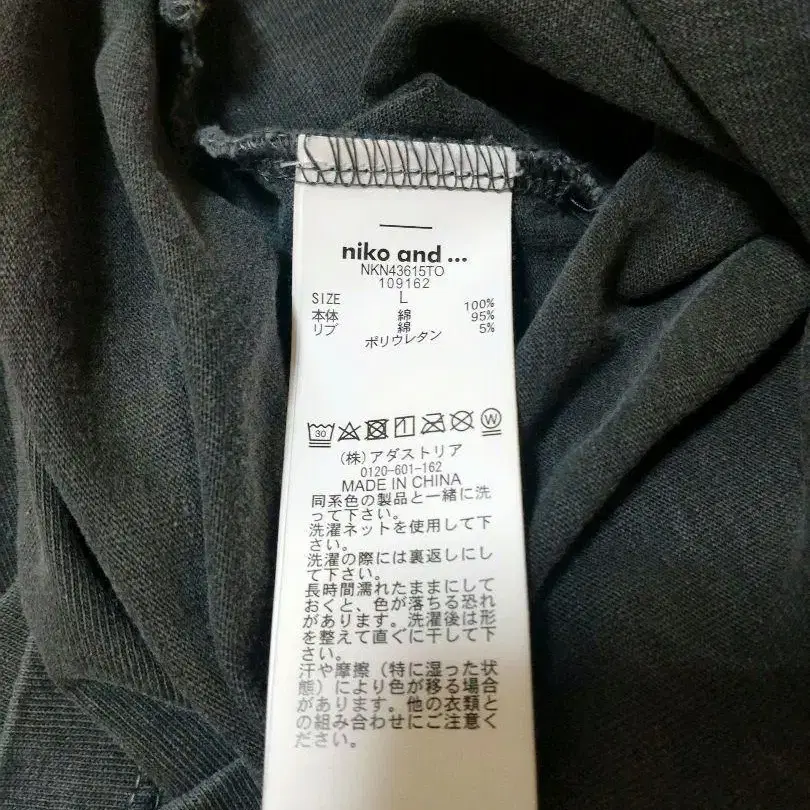 niko and ...
NKN43615TO
109162
SIZE L
本体 綿 100%
リブ 綿 95%
ポリウレタン 5%
30
W
(株)アダストリア
0120-601-162
MADE IN CHINA
同系色の製品と一緒に洗
って下さい。
洗濯ネットを使用して下
さい。
洗濯の際には裏返しにし
て下さい。
長時間濡れたままにして
おくと、色が落ちる恐れ
があります。洗濯後は形
を整えて直ぐに干して下
さい。
汗や摩擦(特に湿った状
態)により色が移る場合
があります。他の衣類と
の組み合わせにご注意く
ださい。